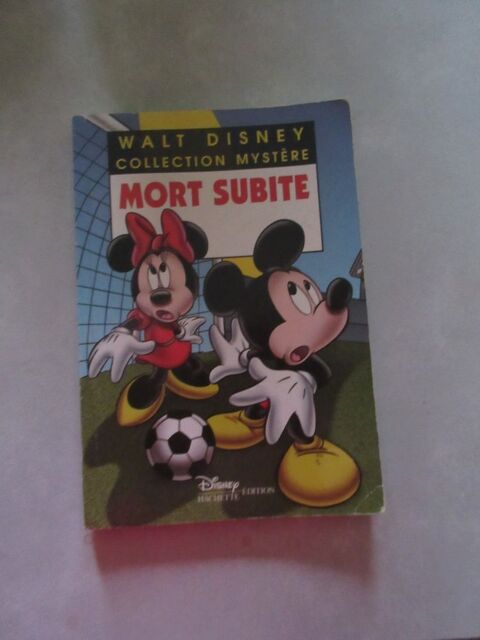 WALT DISNEY
COLLECTION MYSTÈRE
MORT SUBITE
Disney
HACHETTE ÉDITION